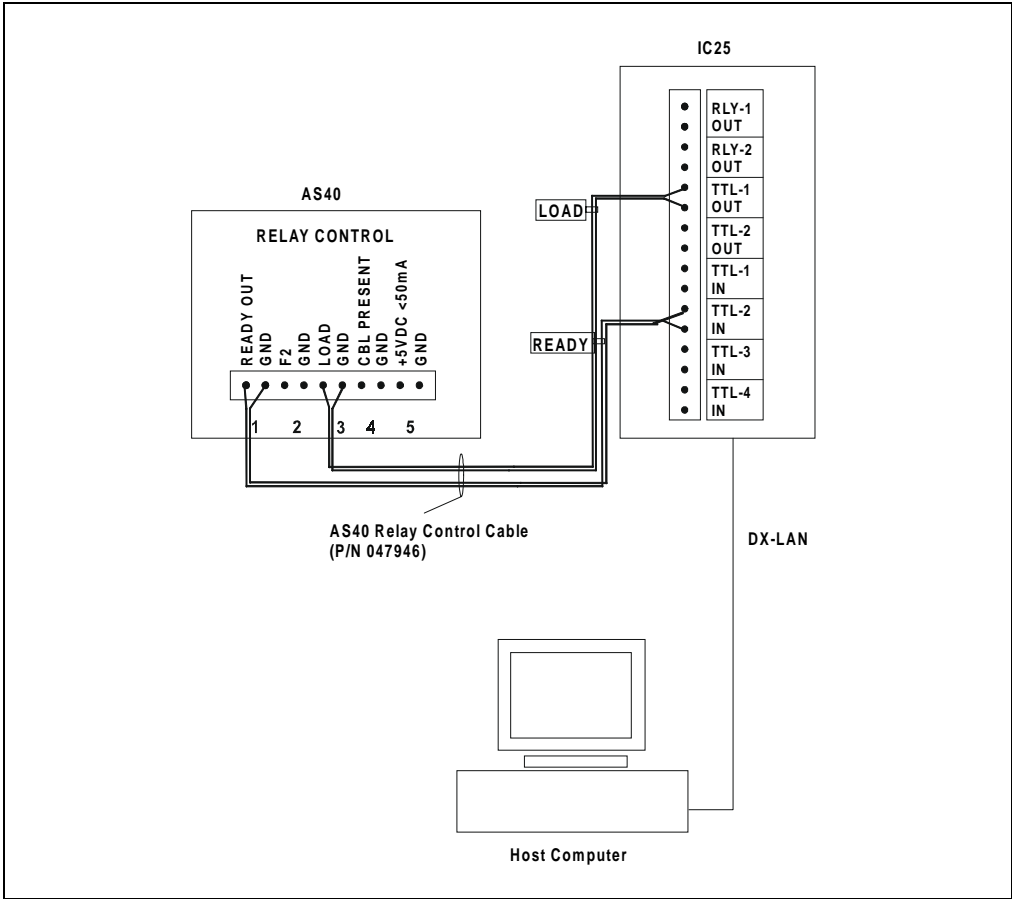 IC25
RLY-1
OUT
RLY-2
OUT
TTL-1
OUT
TTL-2
OUT
TTL-1
IN
TTL-2
IN
TTL-3
IN
TTL-4
IN
LOAD
READY
AS40
RELAY CONTROL
READY OUT
GND
F2
GND
LOAD
GND
CBL PRESENT
GND
+5VDC <50mA
GND
1 2 3 4 5
AS40 Relay Control Cable
(P/N 047946)
DX-LAN
Host Computer